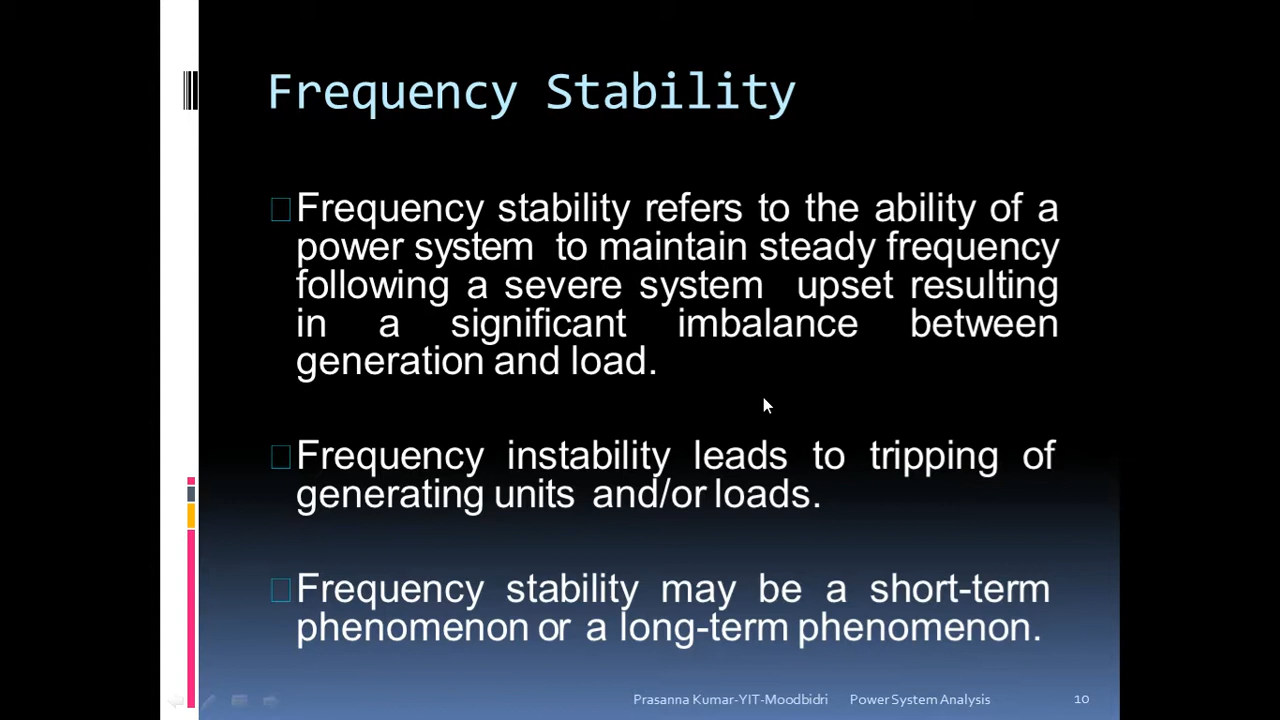 Frequency Stability
Frequency stability refers to the ability of a
power system to maintain steady frequency
following a severe system upset resulting
in a significant imbalance between
generation and load.
Frequency instability leads to tripping of
generating units and/or loads.
Frequency stability may be a short-term
phenomenon or a long-term phenomenon.
Prasanna Kumar-YIT-Moodbidri Power System Analysis 10